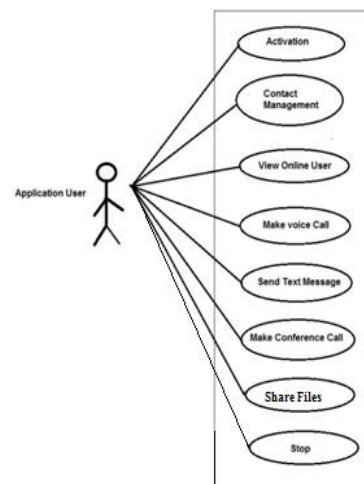 Activation
Contact
Management
View Online User
Application User
Make voice Call
Send Text Message
Make Conference Call
Share Files
Stop